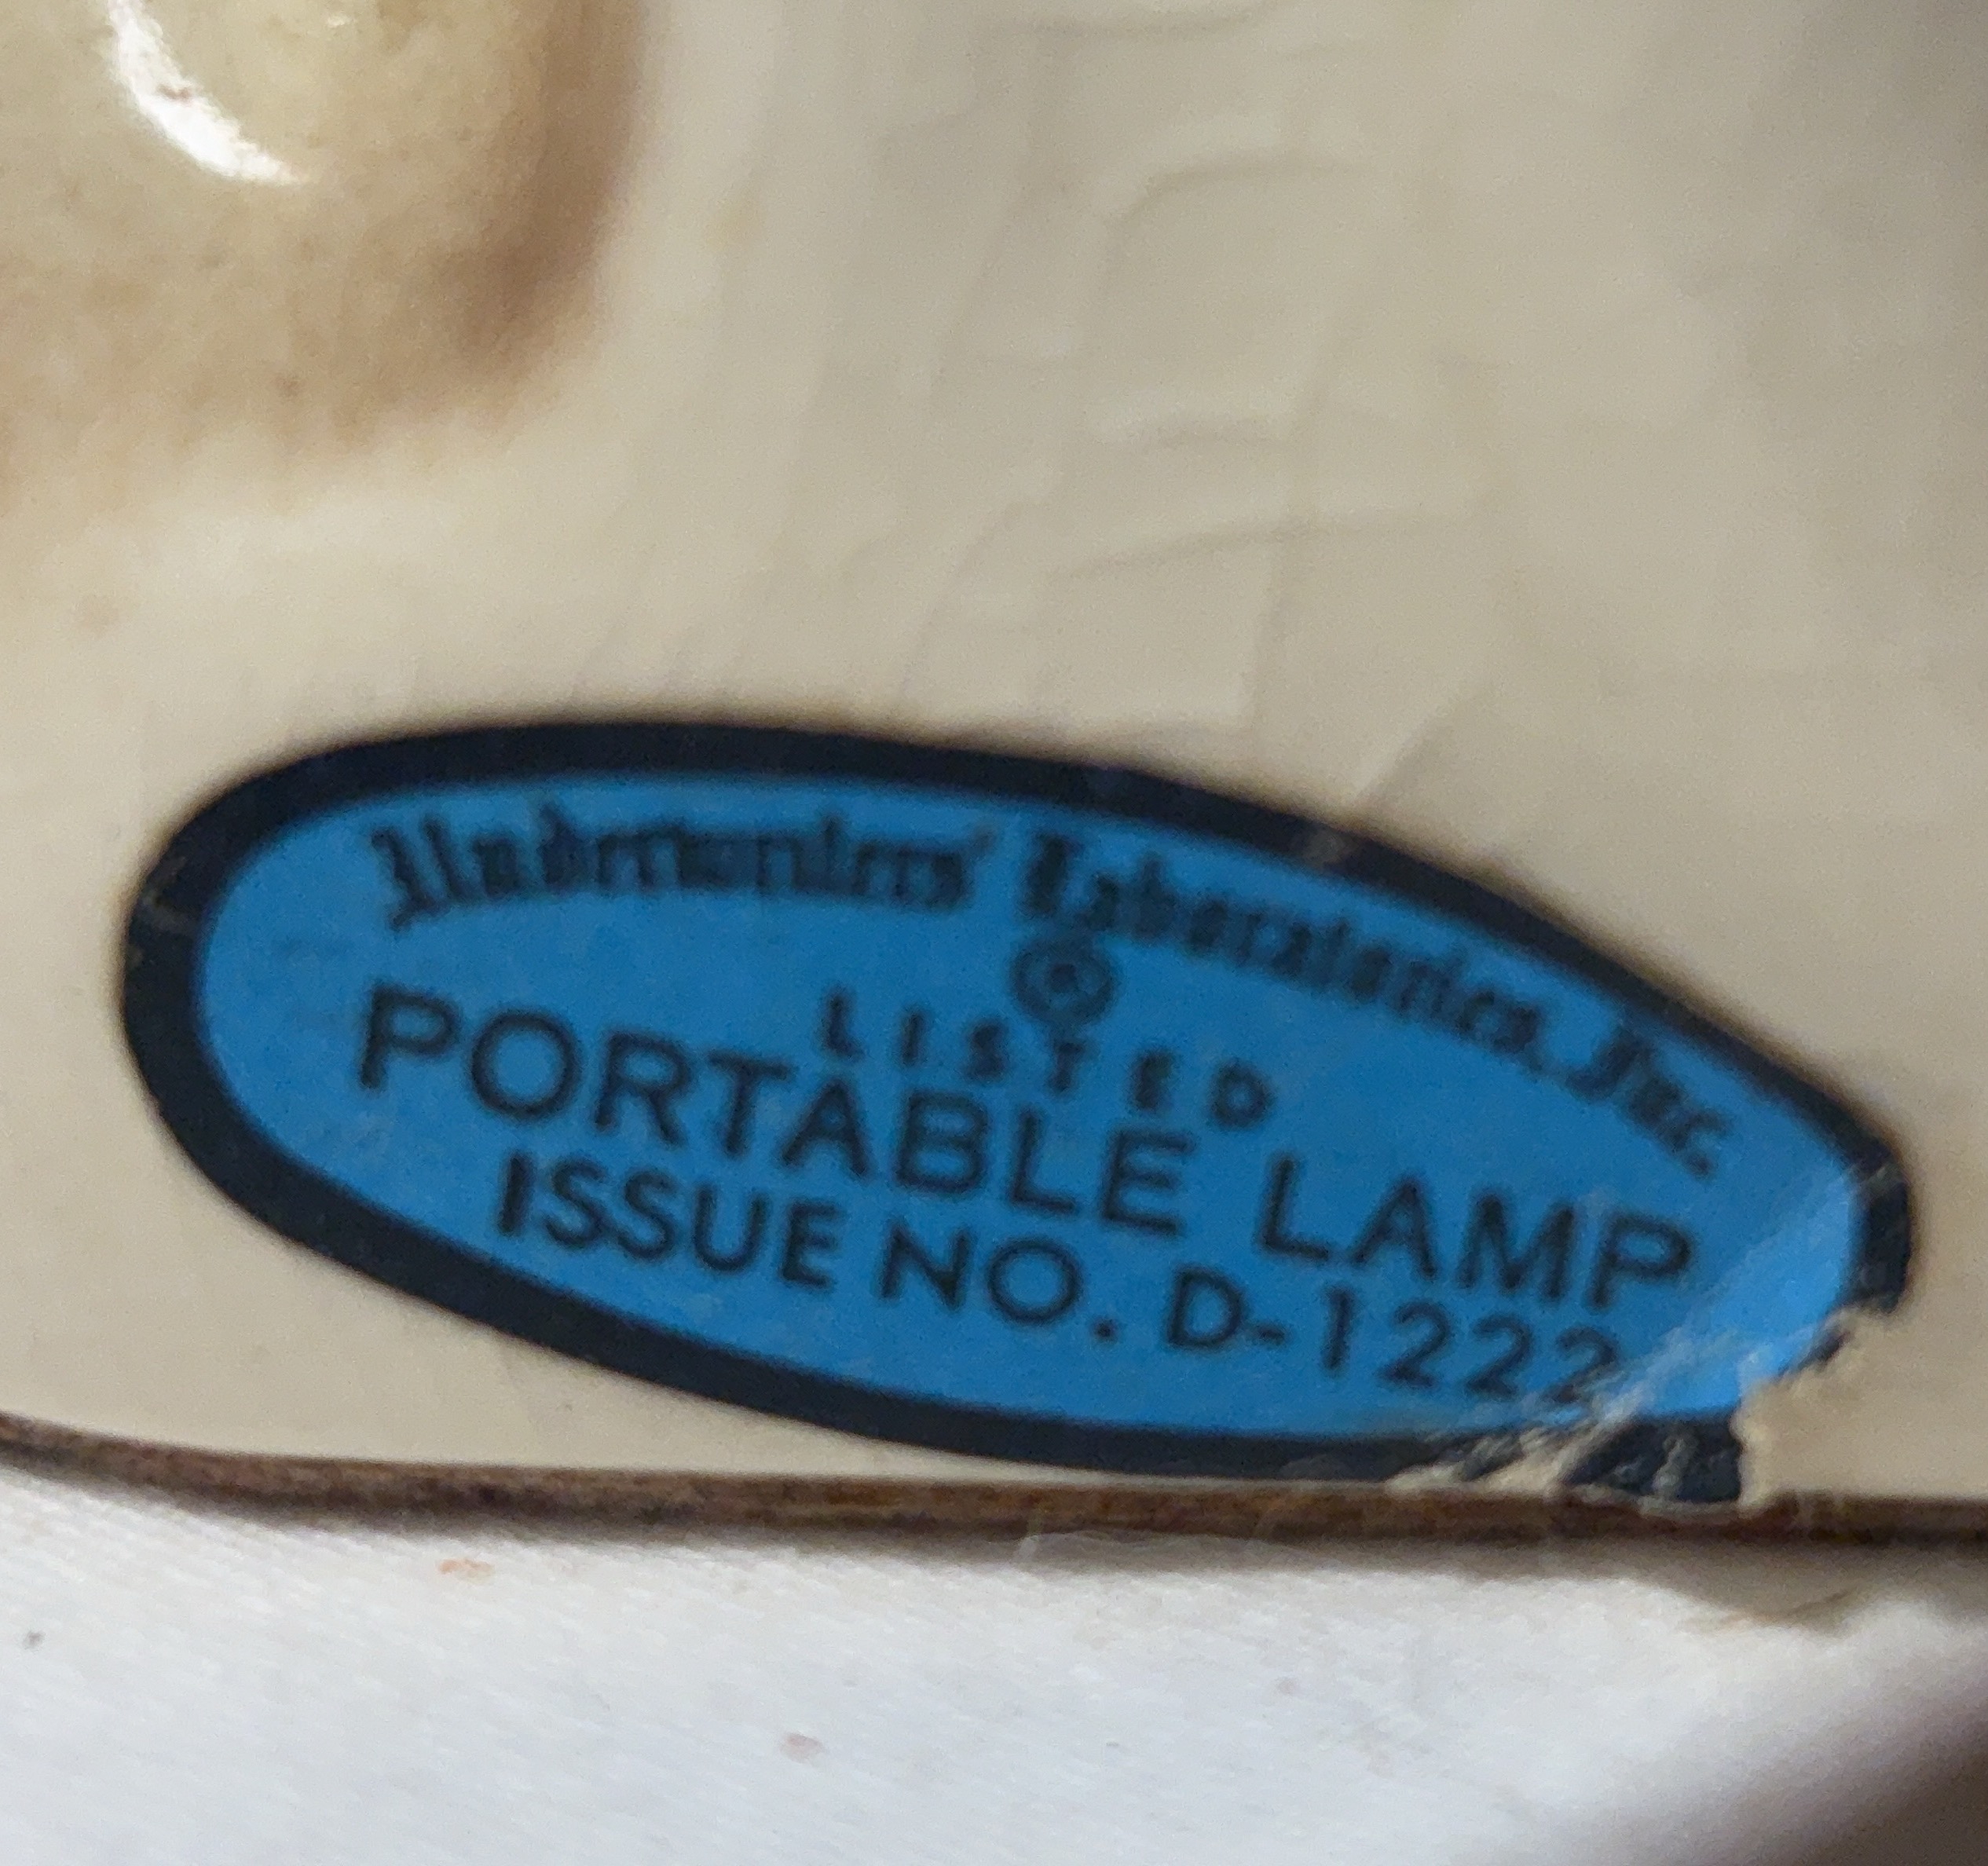 Underwriters' Laboratories, Inc.
®
LISTED
PORTABLE LAMP
ISSUE NO. D-1222